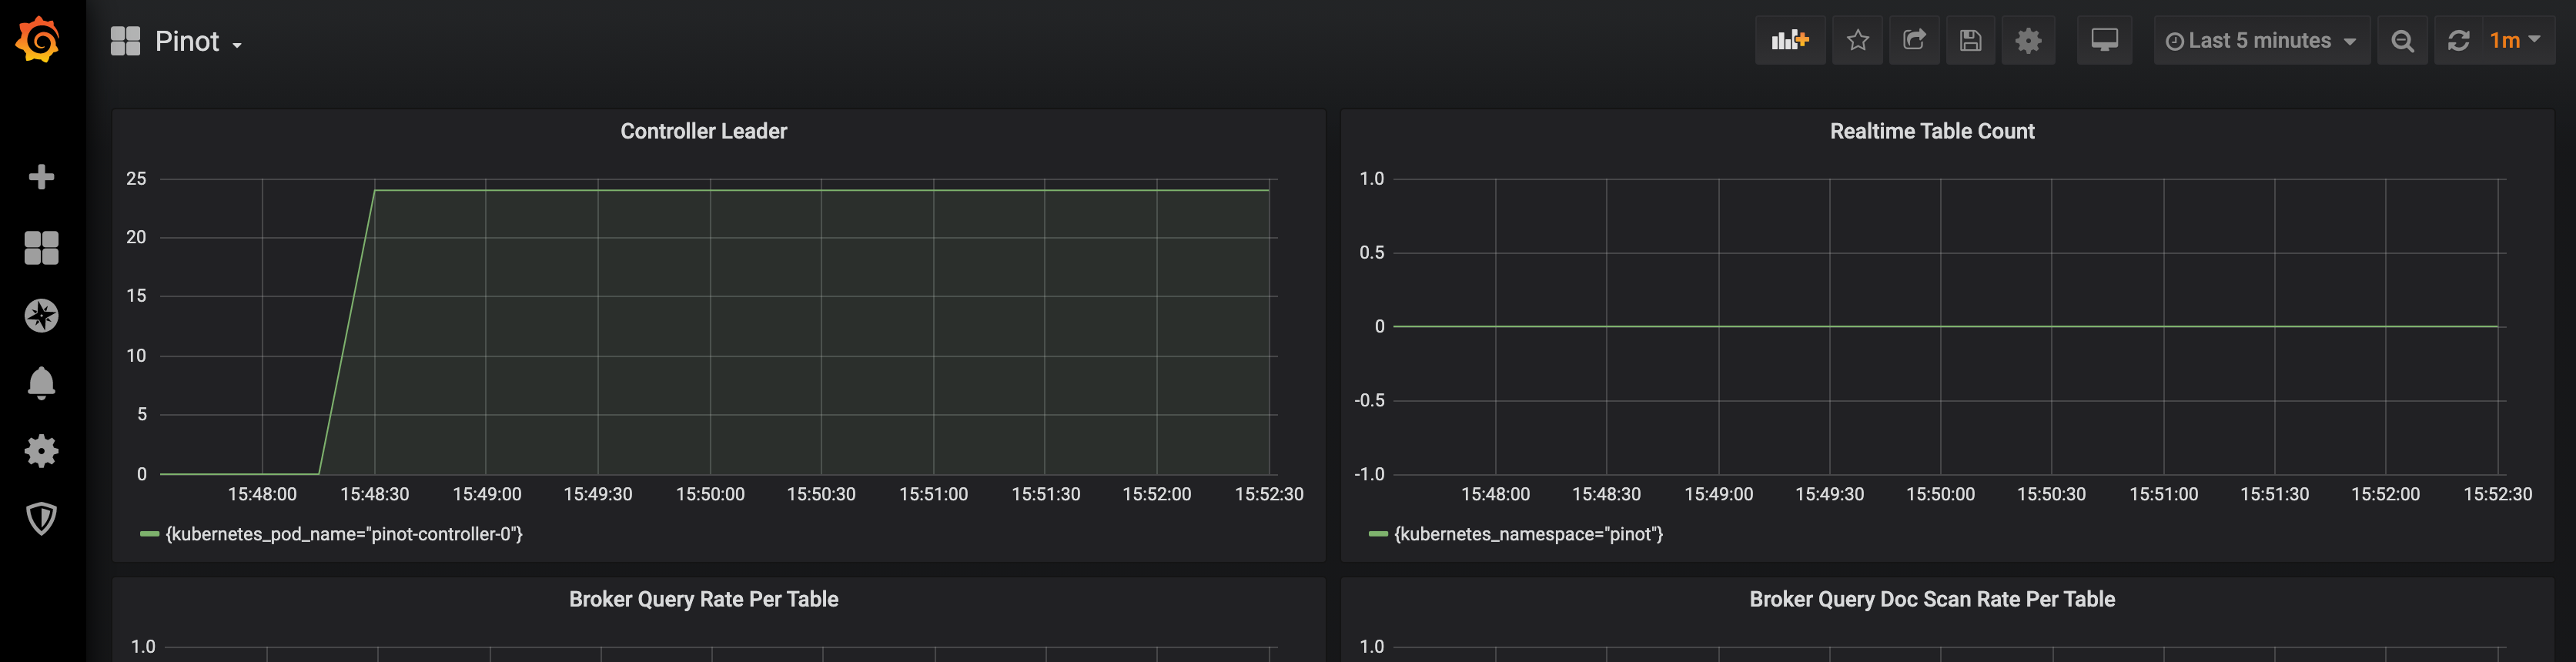 Pinot
Last 5 minutes
1m
Controller Leader
25
20
15
10
5
0
15:48:00 15:48:30 15:49:00 15:49:30 15:50:00 15:50:30 15:51:00 15:51:30 15:52:00 15:52:30
{kubernetes_pod_name="pinot-controller-0"}
Realtime Table Count
1.0
0.5
0
-0.5
-1.0
15:48:00 15:48:30 15:49:00 15:49:30 15:50:00 15:50:30 15:51:00 15:51:30 15:52:00 15:52:30
{kubernetes_namespace="pinot"}
Broker Query Rate Per Table
1.0
Broker Query Doc Scan Rate Per Table
1.0